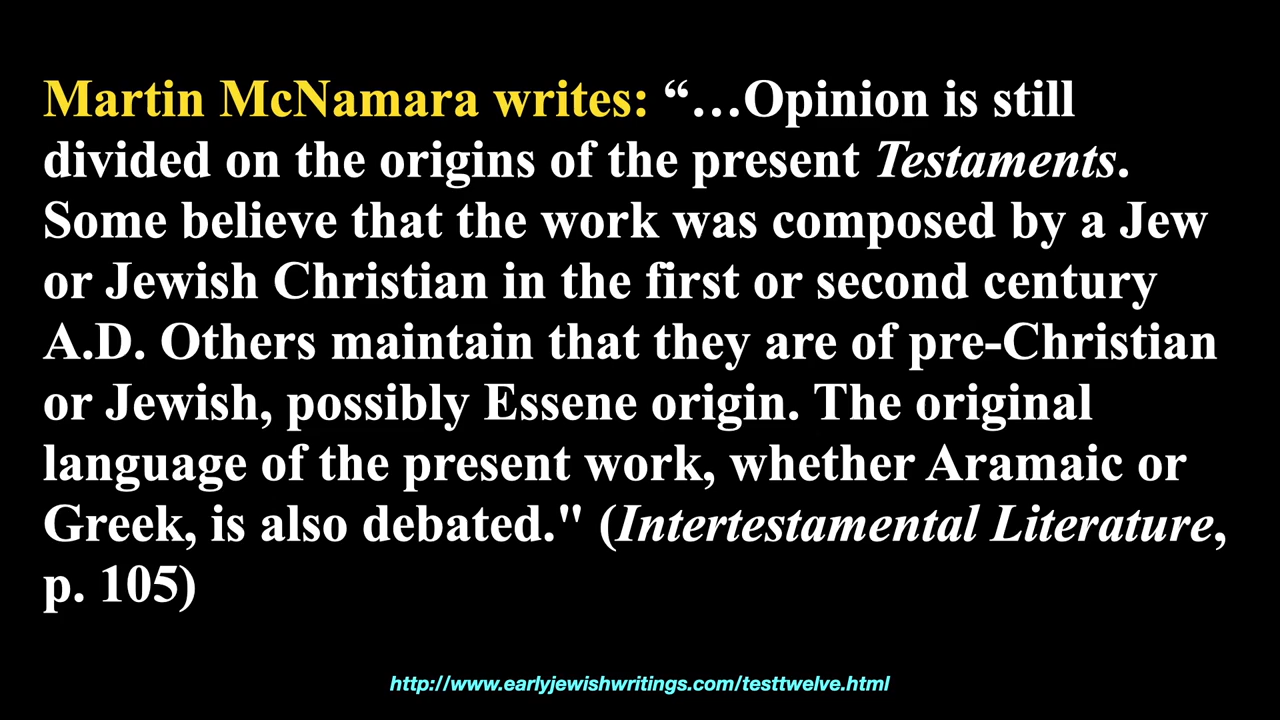 Martin McNamara writes: “…Opinion is still
divided on the origins of the present Testaments.
Some believe that the work was composed by a Jew
or Jewish Christian in the first or second century
A.D. Others maintain that they are of pre-Christian
or Jewish, possibly Essene origin. The original
language of the present work, whether Aramaic or
Greek, is also debated." (Intertestamental Literature,
p. 105)
http://www.earlyjewishwritings.com/testtwelve.html